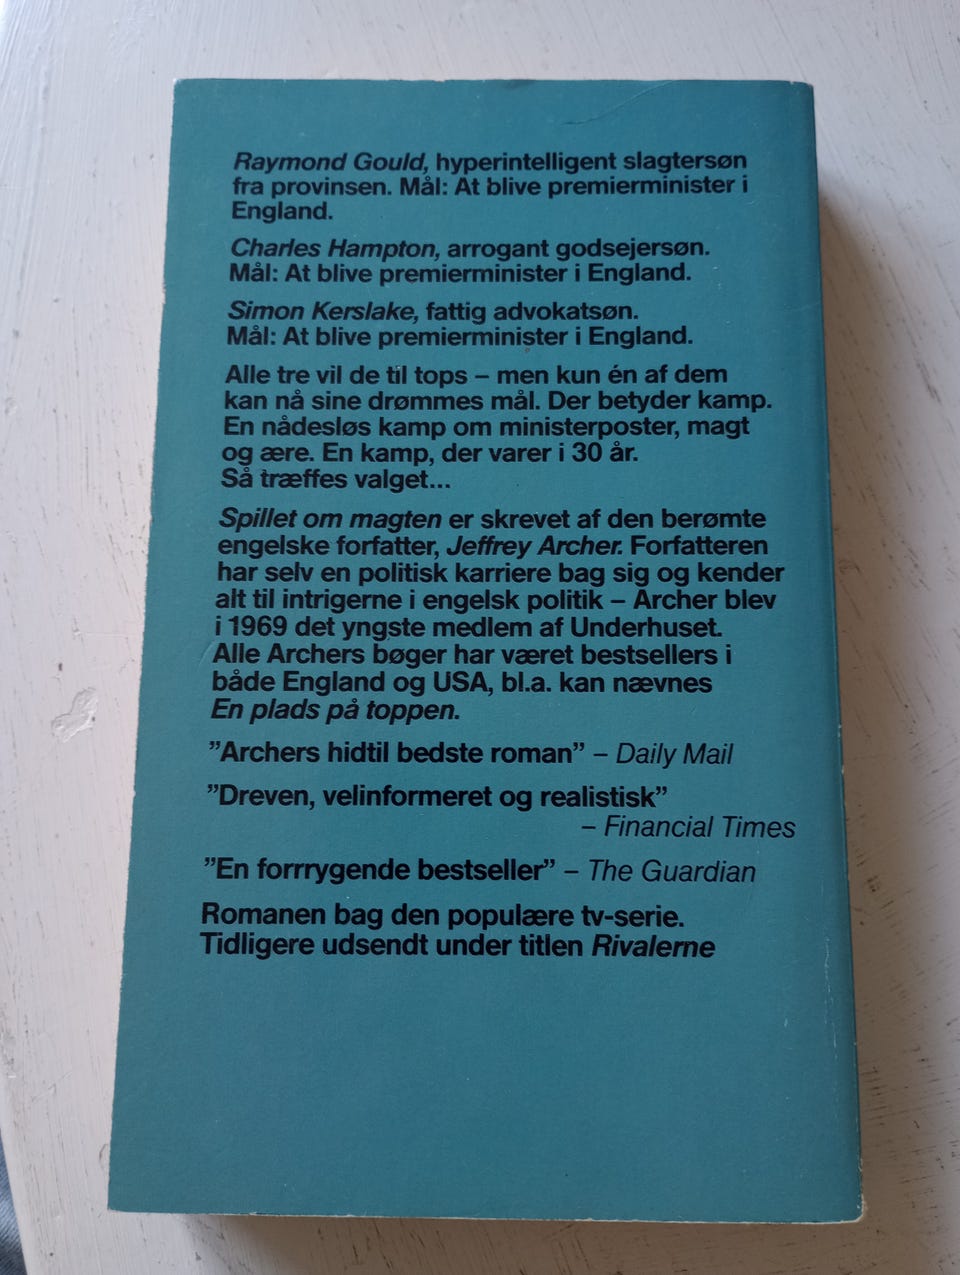 Raymond Gould, hyperintelligent slagtersøn
fra provinsen. Mål: At blive premierminister i
England.
Charles Hampton, arrogant godsejersøn.
Mål: At blive premierminister i England.
Simon Kerslake, fattig advokatsøn.
Mål: At blive premierminister i England.
Alle tre vil de til tops – men kun én af dem
kan nå sine drømmes mål. Der betyder kamp.
En nådesløs kamp om ministerposter, magt
og ære. En kamp, der varer i 30 år.
Så træffes valget...
Spillet om magten er skrevet af den berømte
engelske forfatter, Jeffrey Archer. Forfatteren
har selv en politisk karriere bag sig og kender
alt til intrigerne i engelsk politik – Archer blev
i 1969 det yngste medlem af Underhuset.
Alle Archers bøger har været bestsellers i
både England og USA, bl.a. kan nævnes
En plads på toppen.
”Archers hidtil bedste roman” – Daily Mail
”Dreven, velinformeret og realistisk”
– Financial Times
”En forrrygende bestseller” – The Guardian
Romanen bag den populære tv-serie.
Tidligere udsendt under titlen Rivalerne